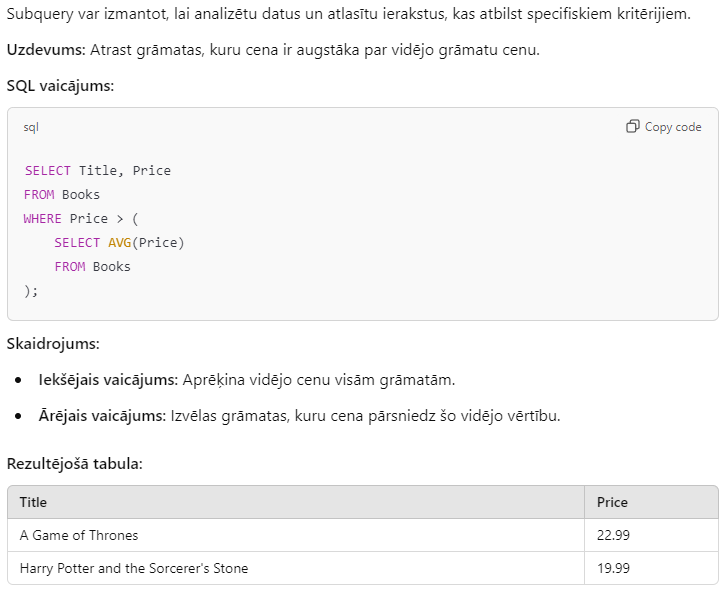 Subquery var izmantot, lai analizētu datus un atlasītu ierakstus, kas atbilst specifiskiem kritērijiem.
Uzdevums: Atrast grāmatas, kuru cena ir augstāka par vidējo grāmatu cenu.
SQL vaicājums:
sql
Copy code
SELECT Title, Price
FROM Books
WHERE Price > (
    SELECT AVG(Price)
    FROM Books
);
Skaidrojums:
• Iekšējais vaicājums: Aprēķina vidējo cenu visām grāmatām.
• Ārējais vaicājums: Izvēlas grāmatas, kuru cena pārsniedz šo vidējo vērtību.
Rezultējošā tabula:
Title Price
A Game of Thrones 22.99
Harry Potter and the Sorcerer's Stone 19.99